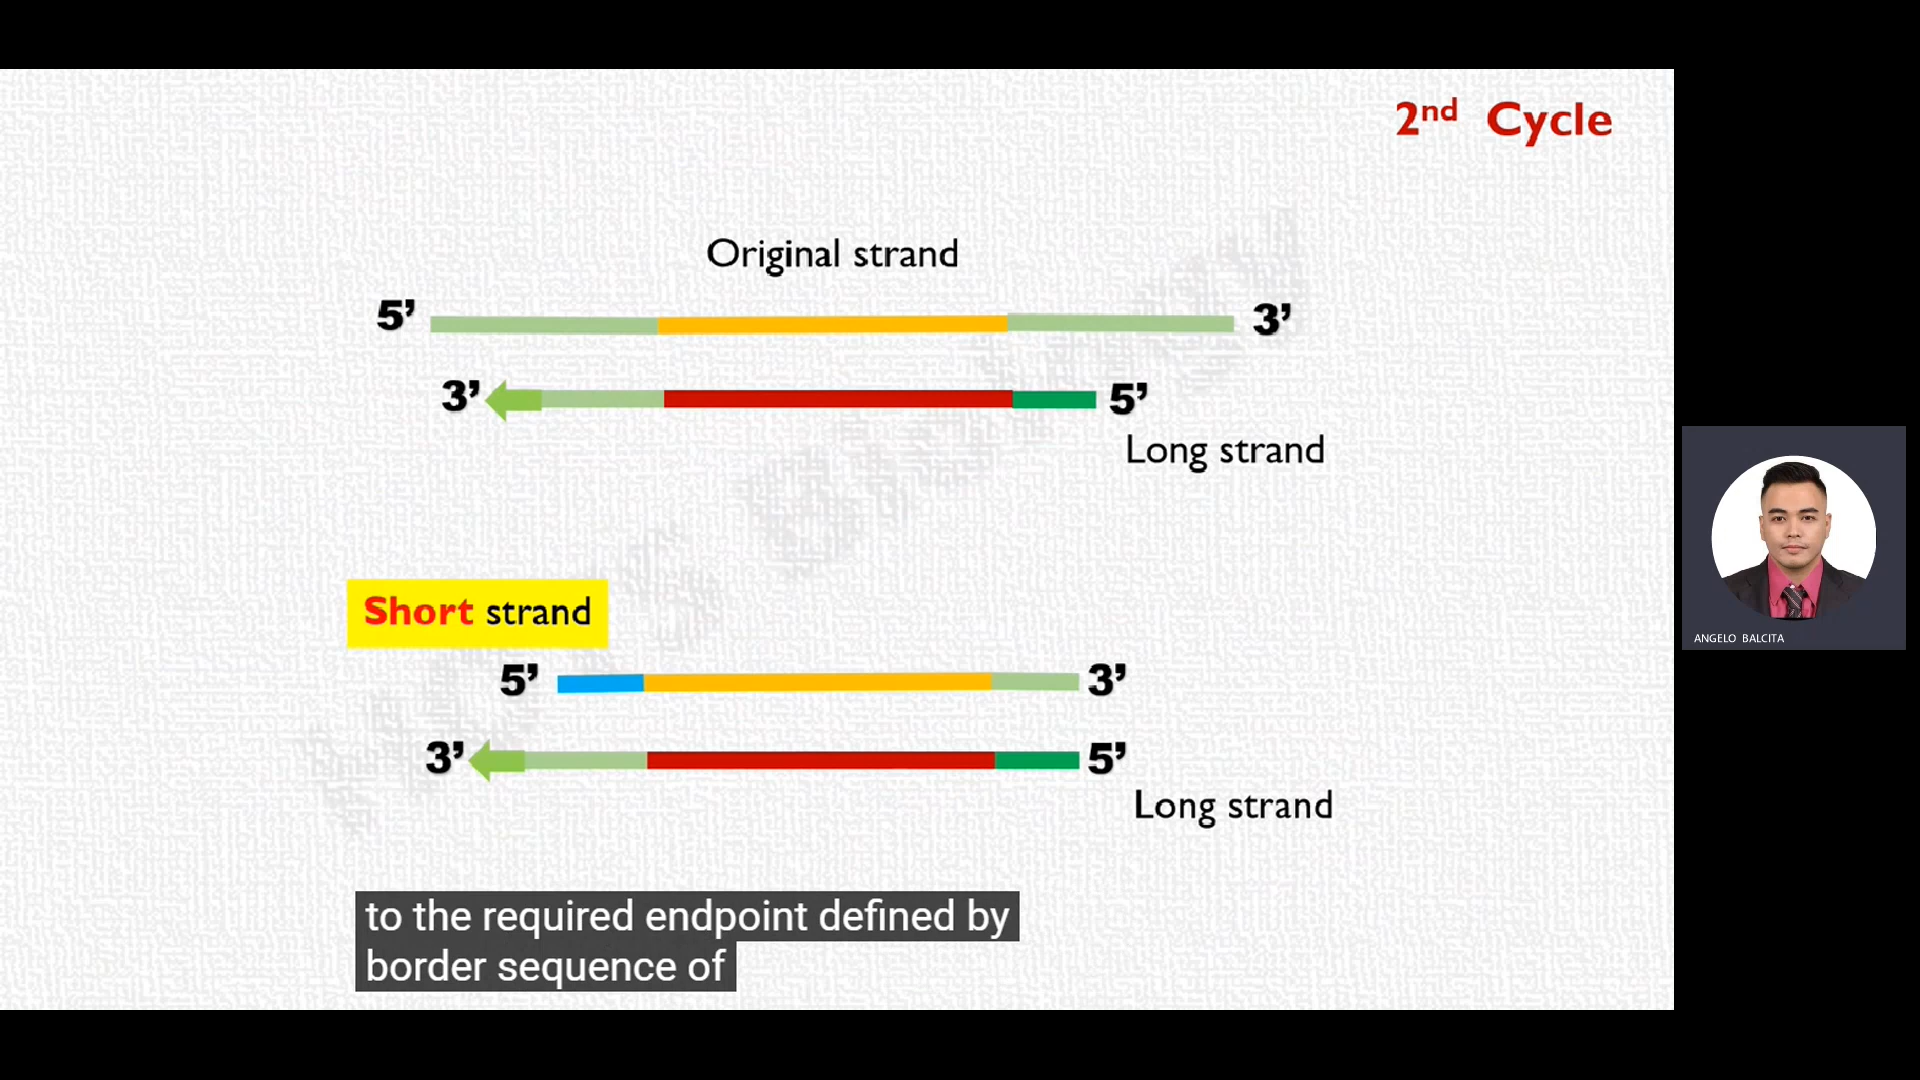 2nd Cycle
Original strand
5’ 3’
3’ 5’
Long strand
Short strand
5’ 3’
3’ 5’
Long strand
to the required endpoint defined by
border sequence of
ANGELO BALCITA